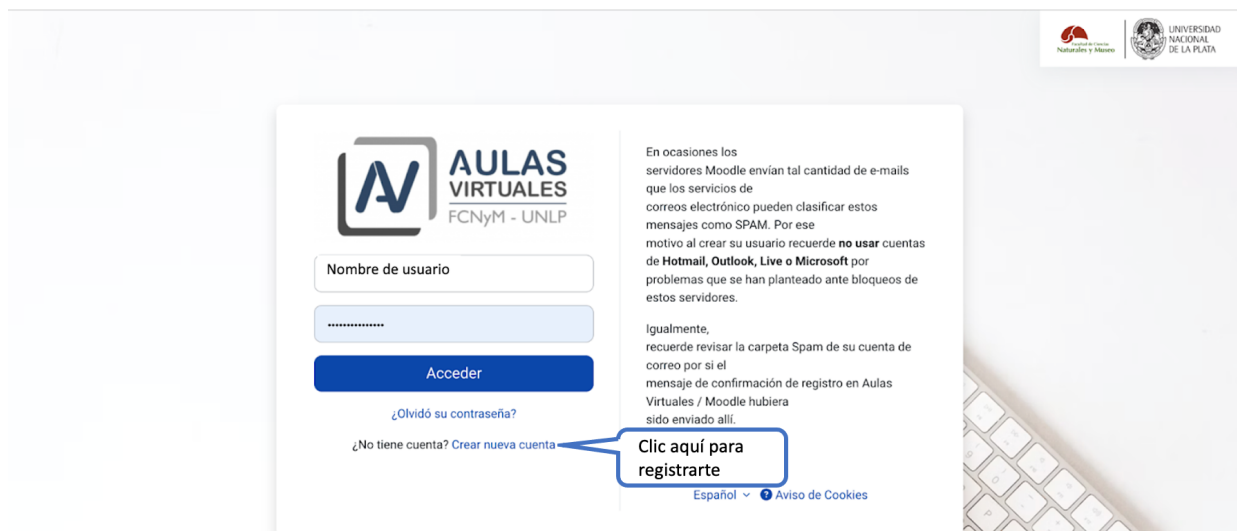 Facultad de Ciencias
Naturales y Museo
UNIVERSIDAD
NACIONAL
DE LA PLATA
AV
AULAS
VIRTUALES
FCNyM - UNLP
Nombre de usuario
•••••••••••••••
Acceder
¿Olvidó su contraseña?
¿No tiene cuenta? Crear nueva cuenta
En ocasiones los
servidores Moodle envían tal cantidad de e-mails
que los servicios de
correos electrónico pueden clasificar estos
mensajes como SPAM. Por ese
motivo al crear su usuario recuerde no usar cuentas
de Hotmail, Outlook, Live o Microsoft por
problemas que se han planteado ante bloqueos de
estos servidores.
Igualmente,
recuerde revisar la carpeta Spam de su cuenta de
correo por si el
mensaje de confirmación de registro en Aulas
Virtuales / Moodle hubiera
sido enviado allí.
Clic aquí para
registrarte
Español
? Aviso de Cookies